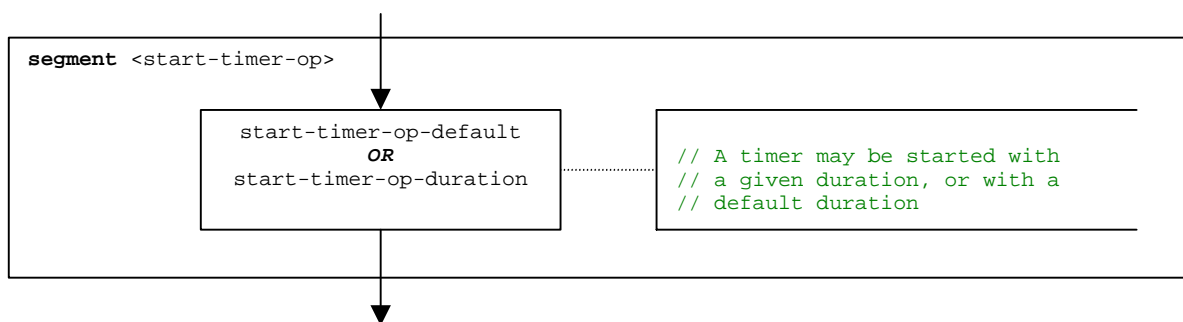 segment <start-timer-op>
start-timer-op-default
OR
start-timer-op-duration
// A timer may be started with
// a given duration, or with a
// default duration